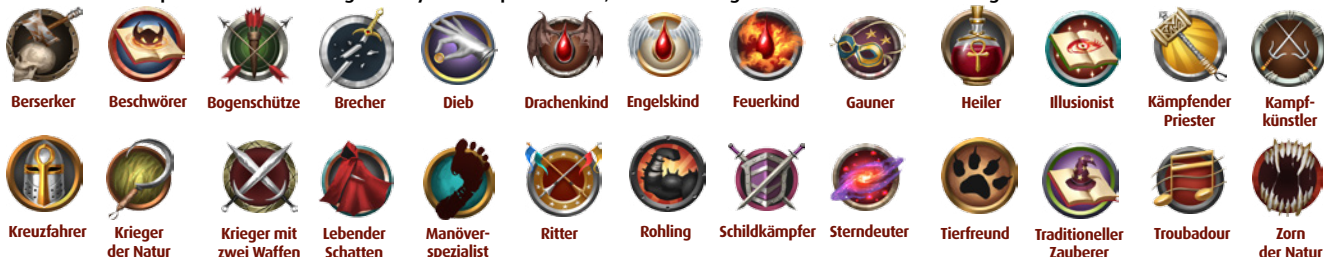 Berserker
Beschwörer
Bogenschütze
Brecher
Dieb
Drachenkind
Engelskind
Feuerkind
Gauner
Heiler
Illusionist
Kämpfender
Priester
Kampf-
künstler
Kreuzfahrer
Krieger
der Natur
Krieger mit
zwei Waffen
Lebender
Schatten
Manöver-
spezialist
Ritter
Rohling
Schildkämpfer
Sterndeuter
Tierfreund
Traditioneller
Zauberer
Troubadour
Zorn
der Natur